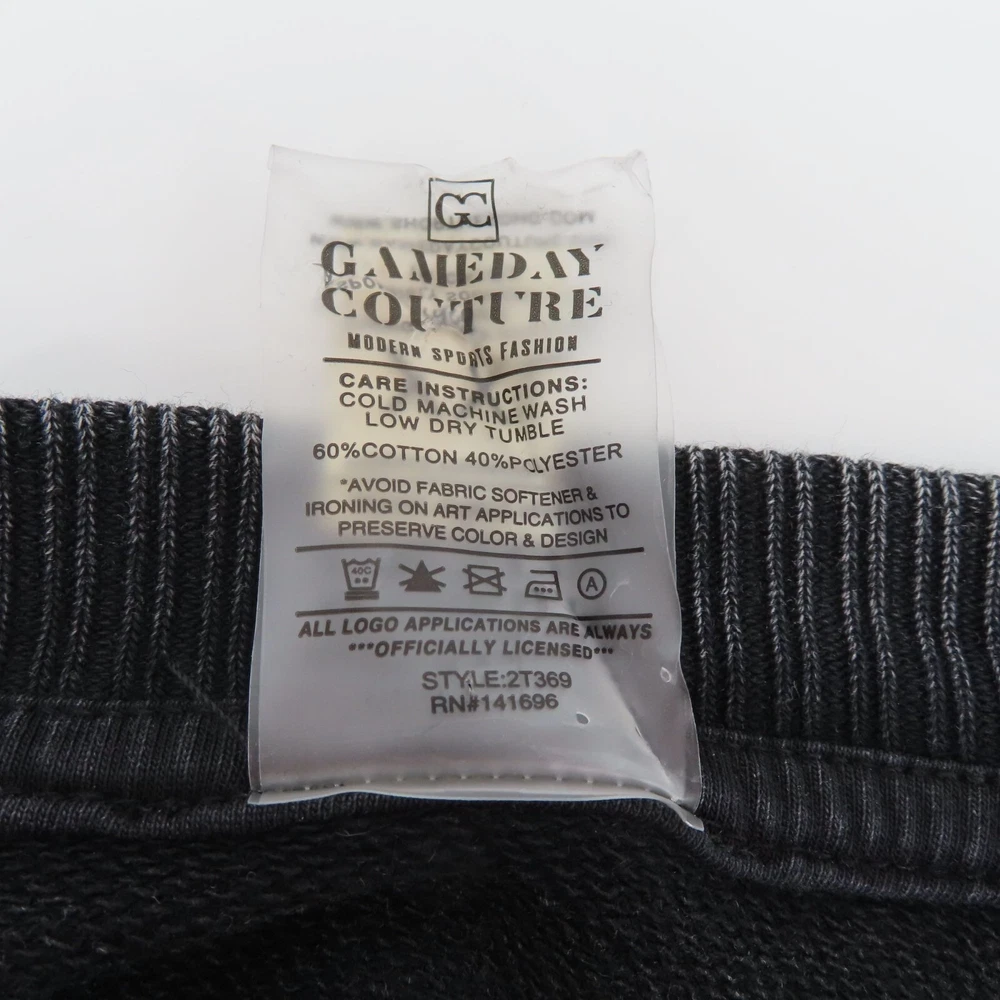 GC
GAMEDAY
COUTURE
MODERN SPORTS FASHION
CARE INSTRUCTIONS:
COLD MACHINE WASH
LOW DRY TUMBLE
60%COTTON 40%POLYESTER
*AVOID FABRIC SOFTENER &
IRONING ON ART APPLICATIONS TO
PRESERVE COLOR & DESIGN
40C
A
ALL LOGO APPLICATIONS ARE ALWAYS
***OFFICIALLY LICENSED***
STYLE:2T369
RN#141696